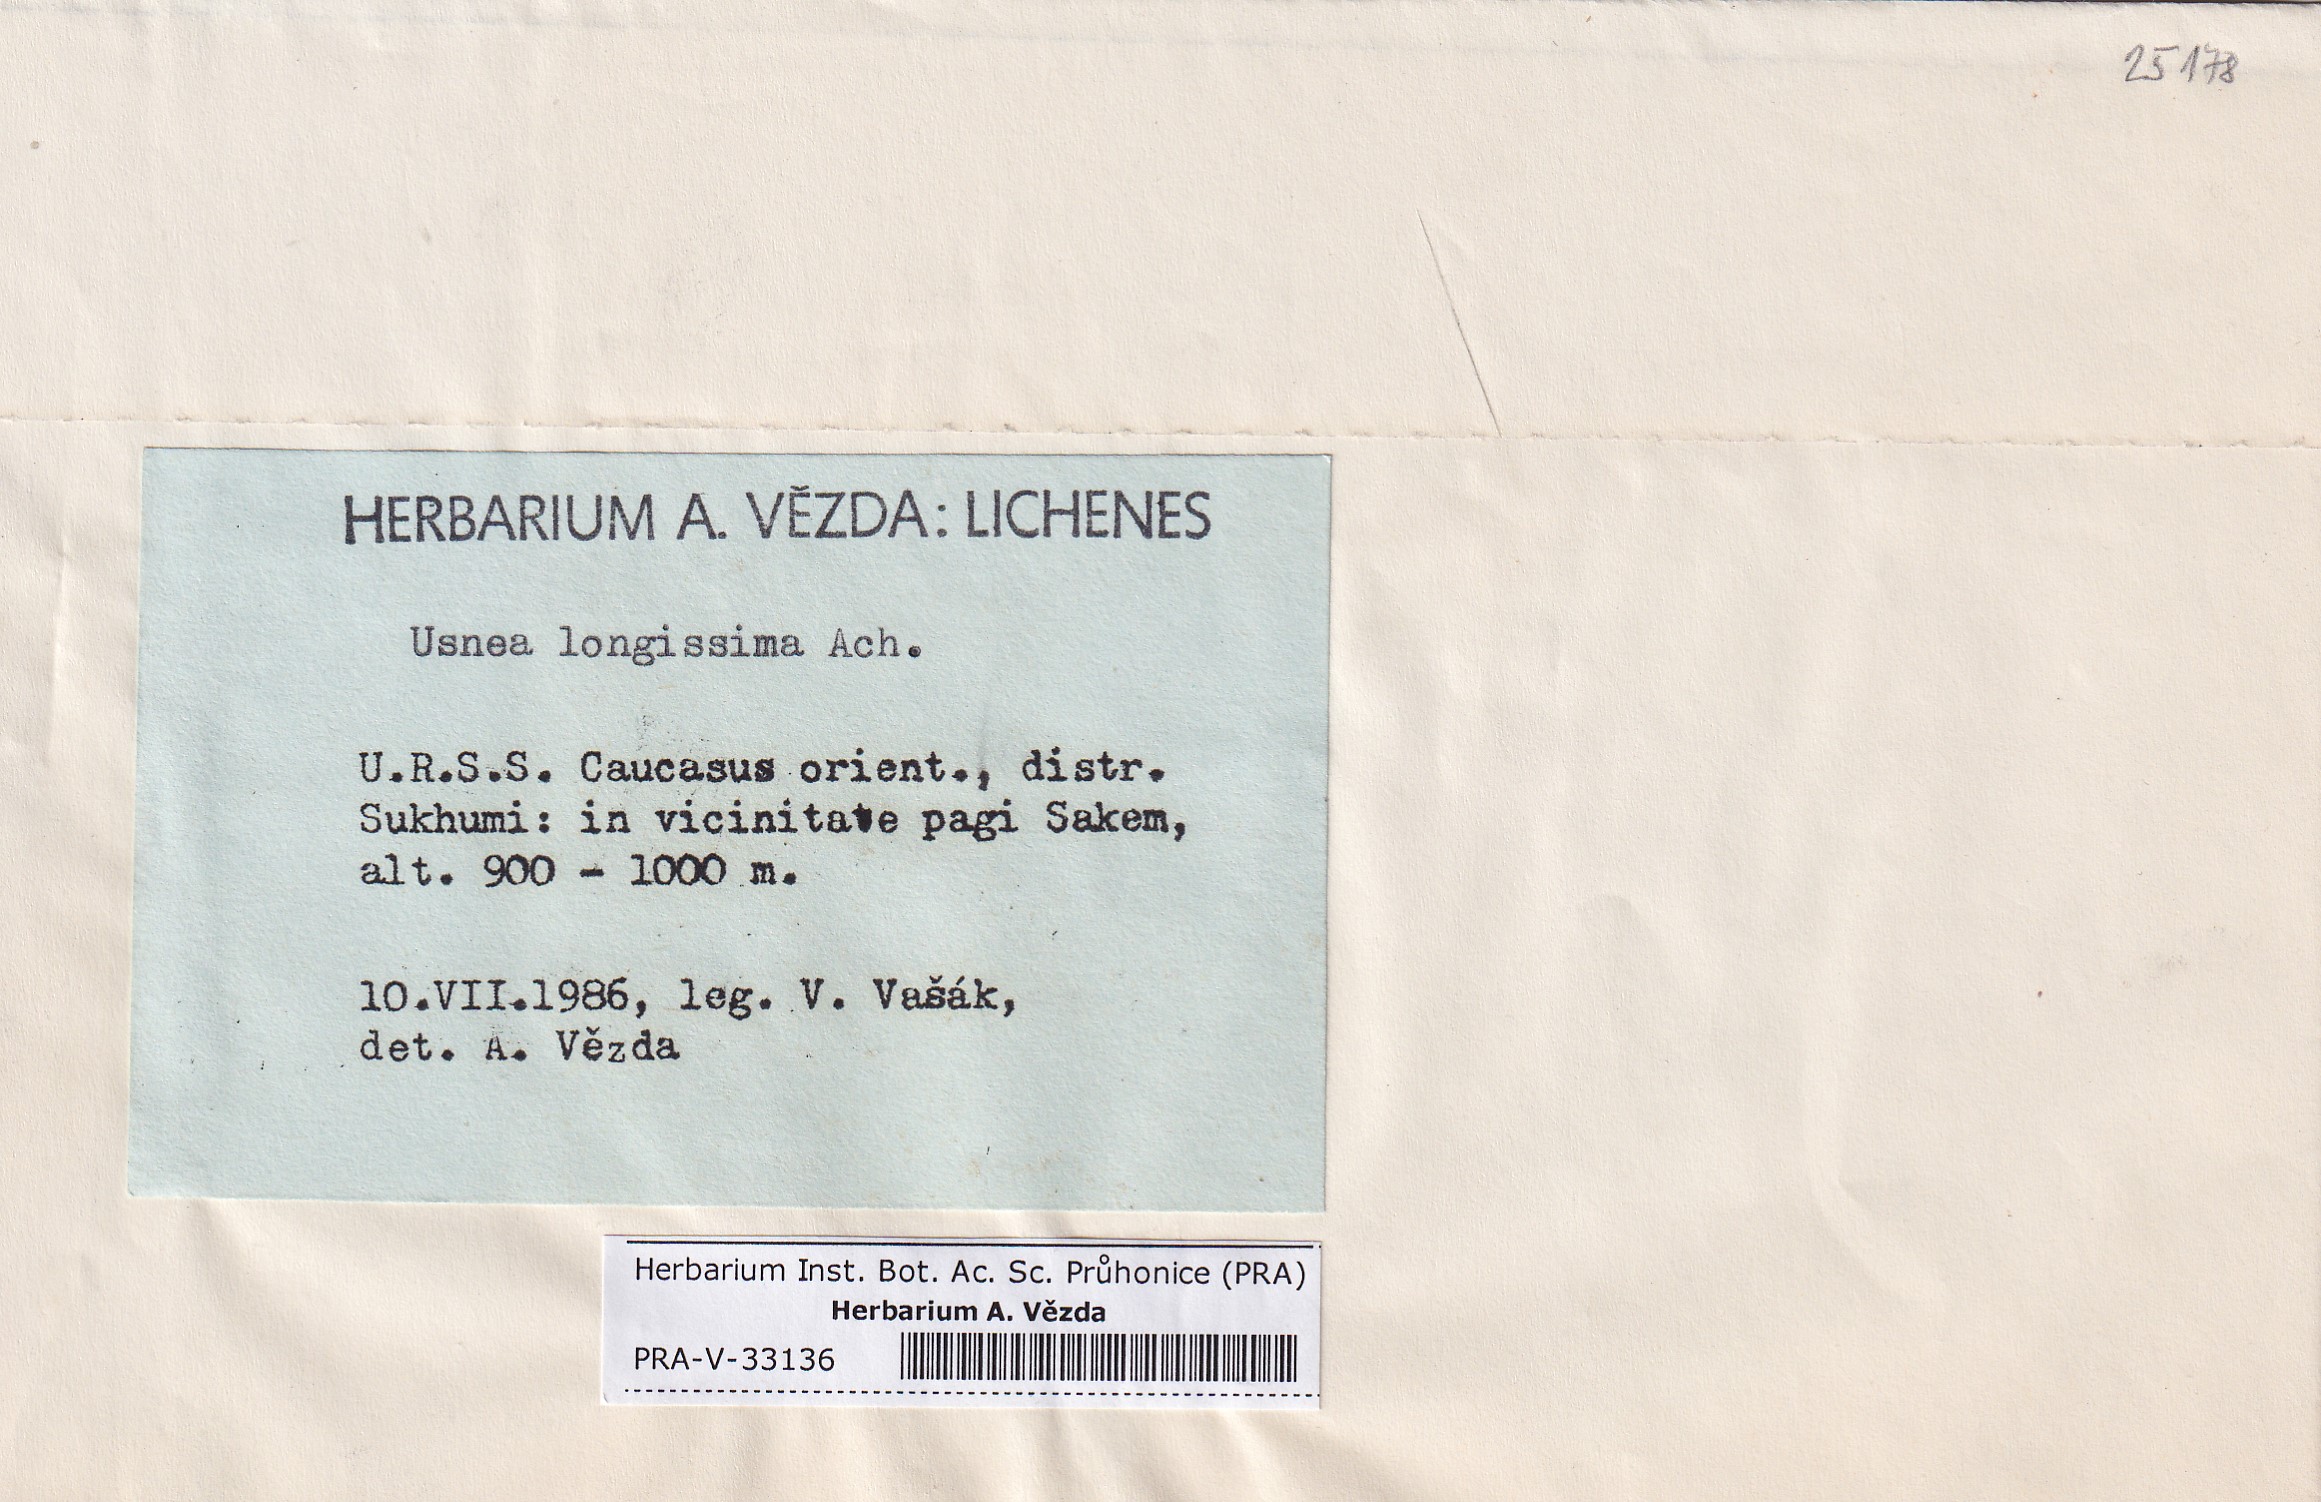 25178
HERBARIUM A. VĚZDA: LICHENES
Usnea longissima Ach.
U.R.S.S. Caucasus orient., distr.
Sukhumi: in vicinitate pagi Sakem,
alt. 900 - 1000 m.
10.VII.1986, leg. V. Vašák,
det. A. Vězda
Herbarium Inst. Bot. Ac. Sc. Průhonice (PRA)
Herbarium A. Vězda
PRA-V-33136